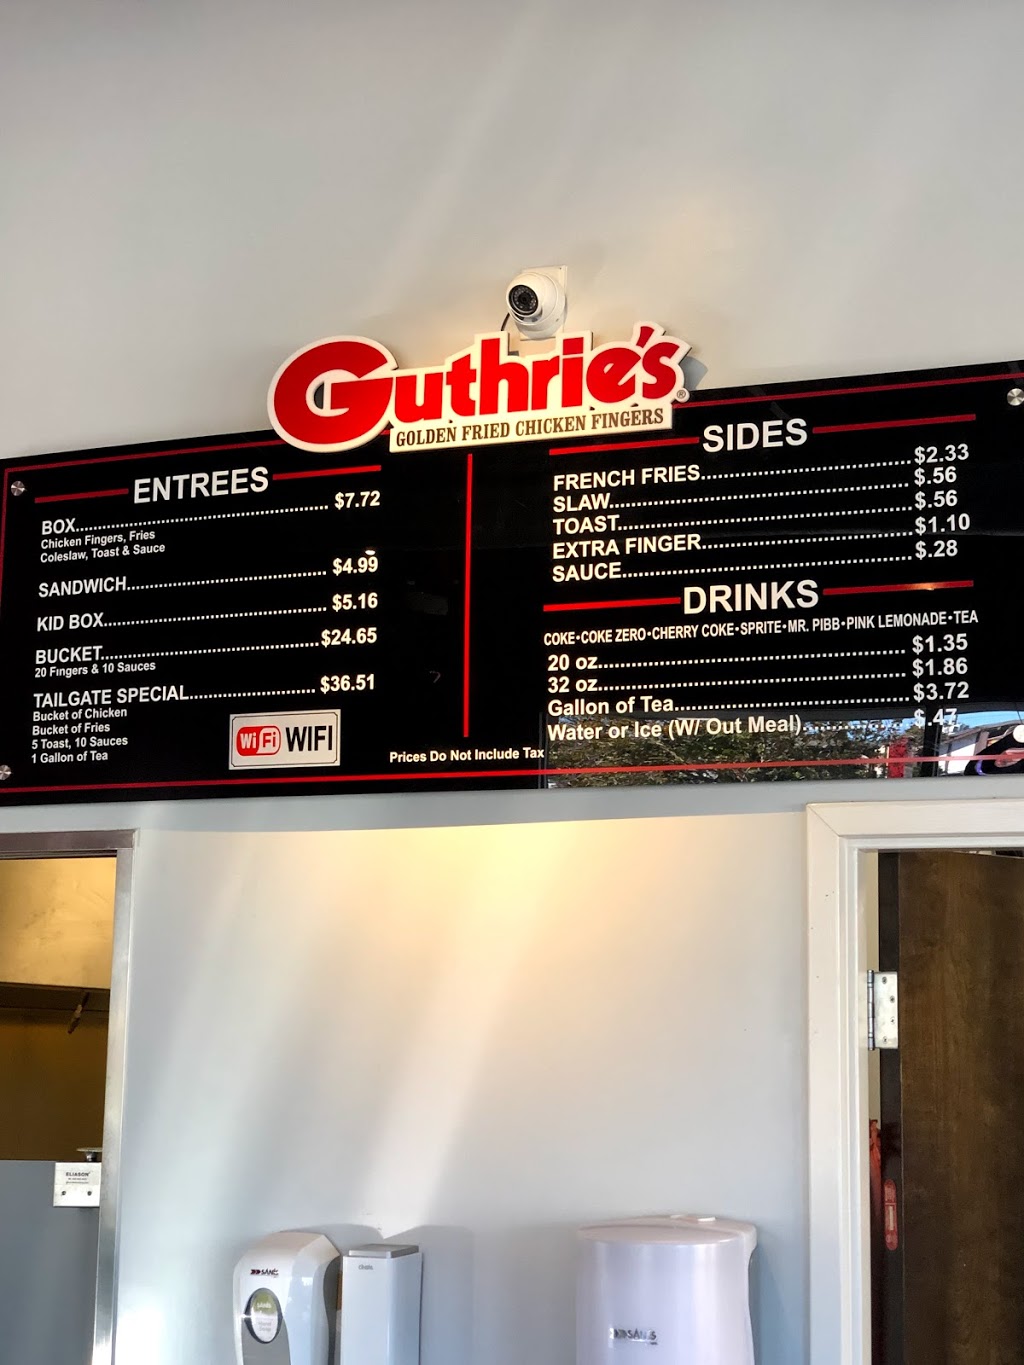 Guthrie's®
GOLDEN FRIED CHICKEN FINGERS
ENTREES
BOX........ $7.72
Chicken Fingers, Fries
Coleslaw, Toast & Sauce
SANDWICH........ $4.99
KID BOX........ $5.16
BUCKET........ $24.65
20 Fingers & 10 Sauces
TAILGATE SPECIAL........ $36.51
Bucket of Chicken
Bucket of Fries
5 Toast, 10 Sauces
1 Gallon of Tea
Wi Fi WIFI
Prices Do Not Include Tax
SIDES
FRENCH FRIES........ $2.33
SLAW........ $.56
TOAST........ $.56
EXTRA FINGER........ $1.10
SAUCE........ $.28
DRINKS
COKE•COKE ZERO•CHERRY COKE•SPRITE•MR. PIBB•PINK LEMONADE•TEA
20 oz........ $1.35
32 oz........ $1.86
Gallon of Tea........ $3.72
Water or Ice (W/ Out Meal)........ $.47
ELIASON
SANIS
SANIS